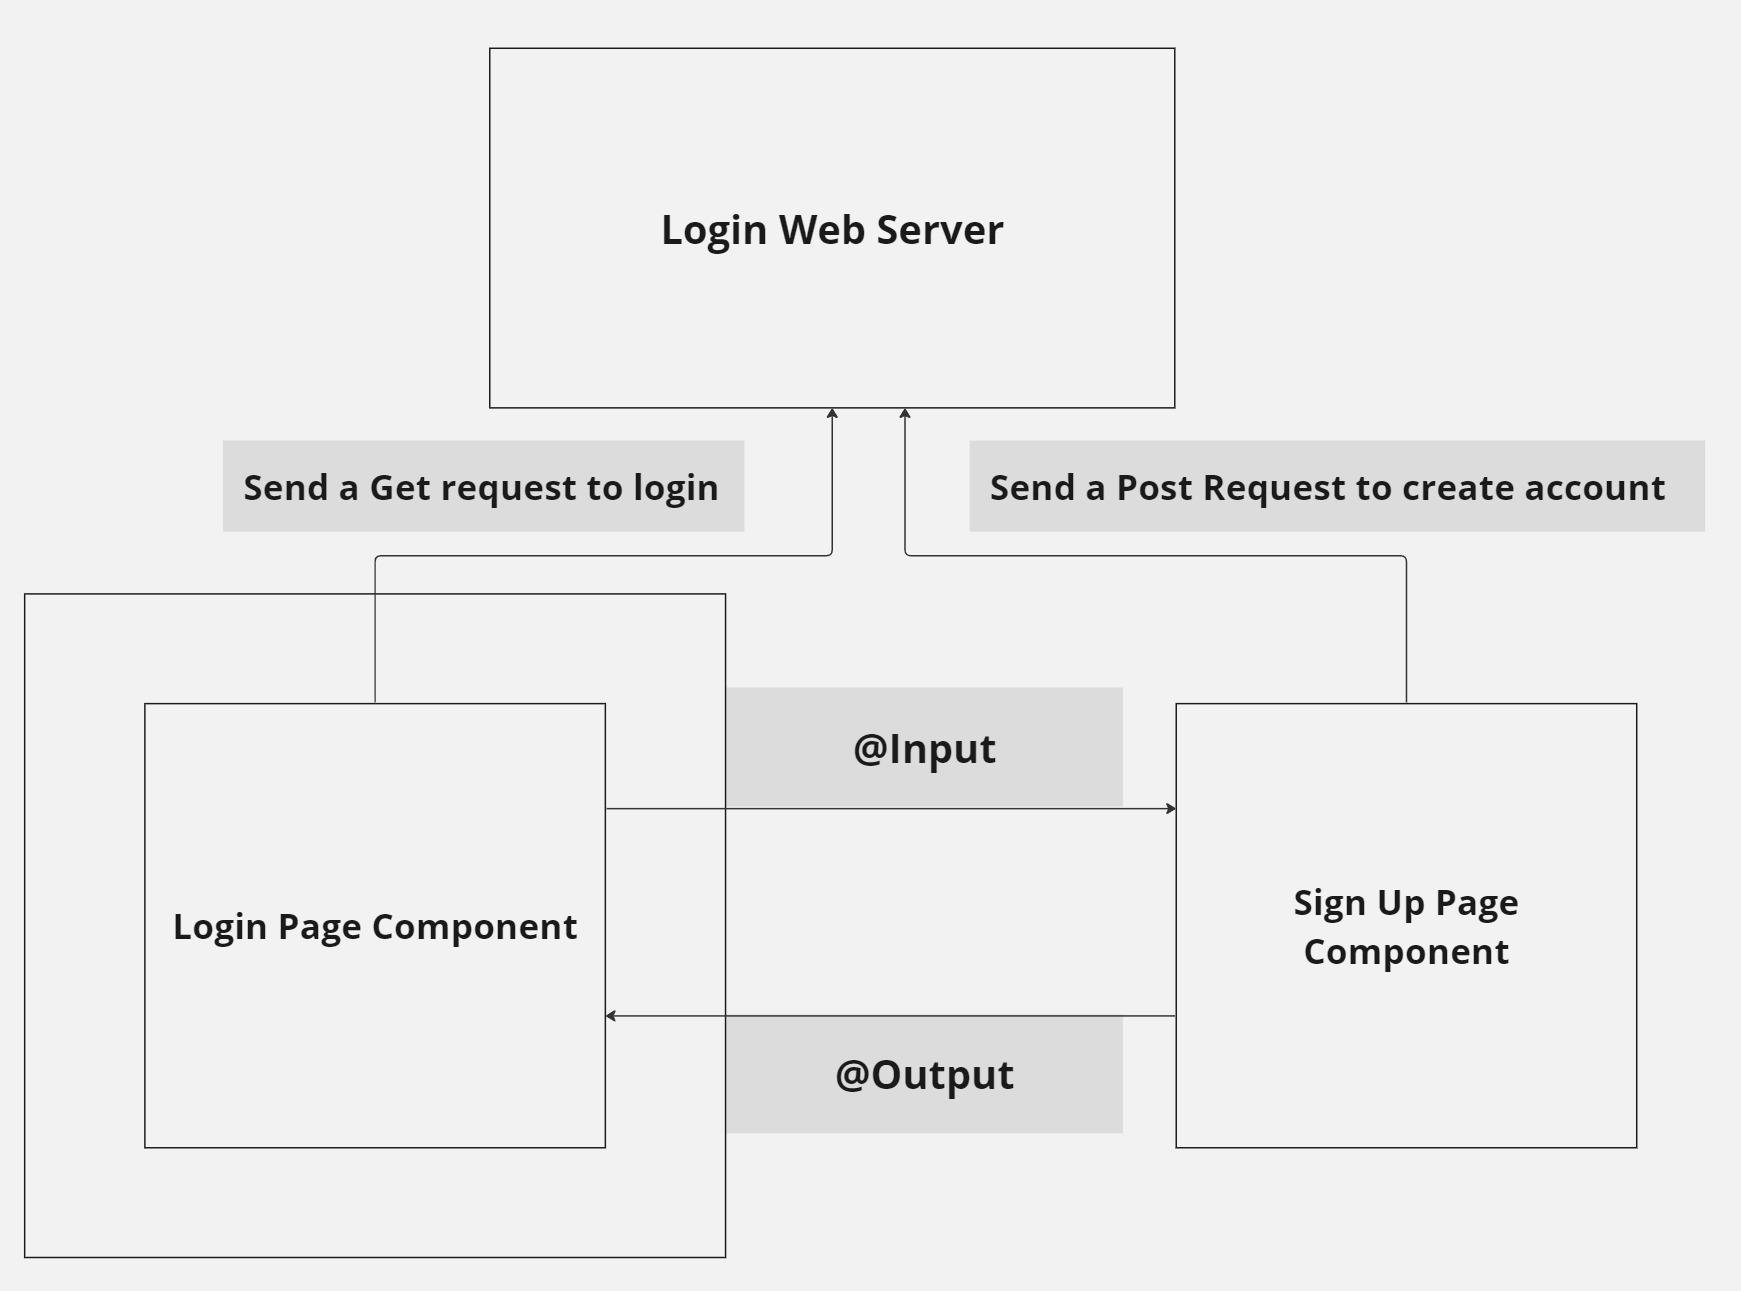 Login Web Server
Send a Get request to login
Send a Post Request to create account
@Input
Login Page Component
Sign Up Page
Component
@Output